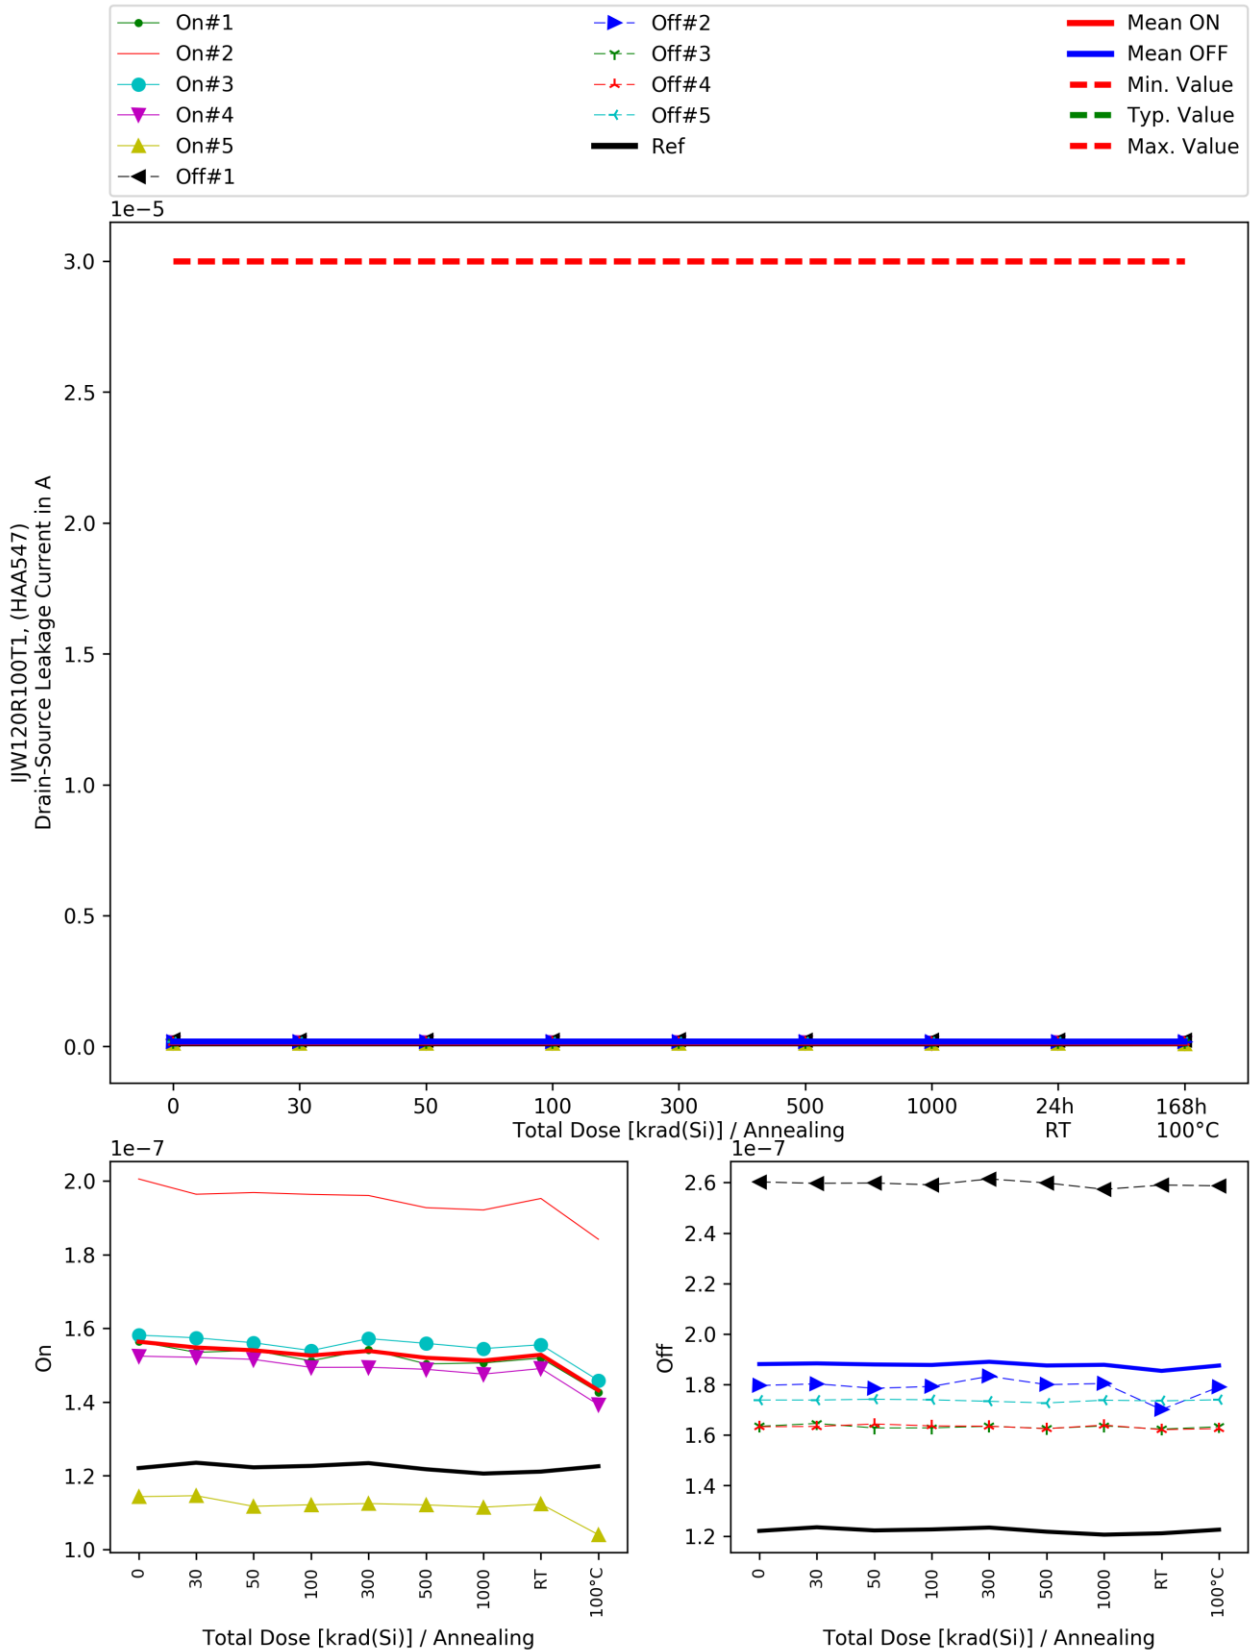 On#1
On#2
On#3
On#4
On#5
Off#1
Off#2
Off#3
Off#4
Off#5
Ref
Mean ON
Mean OFF
Min. Value
Typ. Value
Max. Value
1e−5
3.0
2.5
2.0
1.5
1.0
0.5
0.0
IJW120R100T1, (HAA547)
Drain-Source Leakage Current in A
0 30 50 100 300 500 1000 24h 168h
RT 100°C
Total Dose [krad(Si)] / Annealing
1e−7
2.0
1.8
1.6
1.4
1.2
1.0
On
0 30 50 100 300 500 1000 RT 100°C
Total Dose [krad(Si)] / Annealing
1e−7
2.6
2.4
2.2
2.0
1.8
1.6
1.4
1.2
Off
0 30 50 100 300 500 1000 RT 100°C
Total Dose [krad(Si)] / Annealing